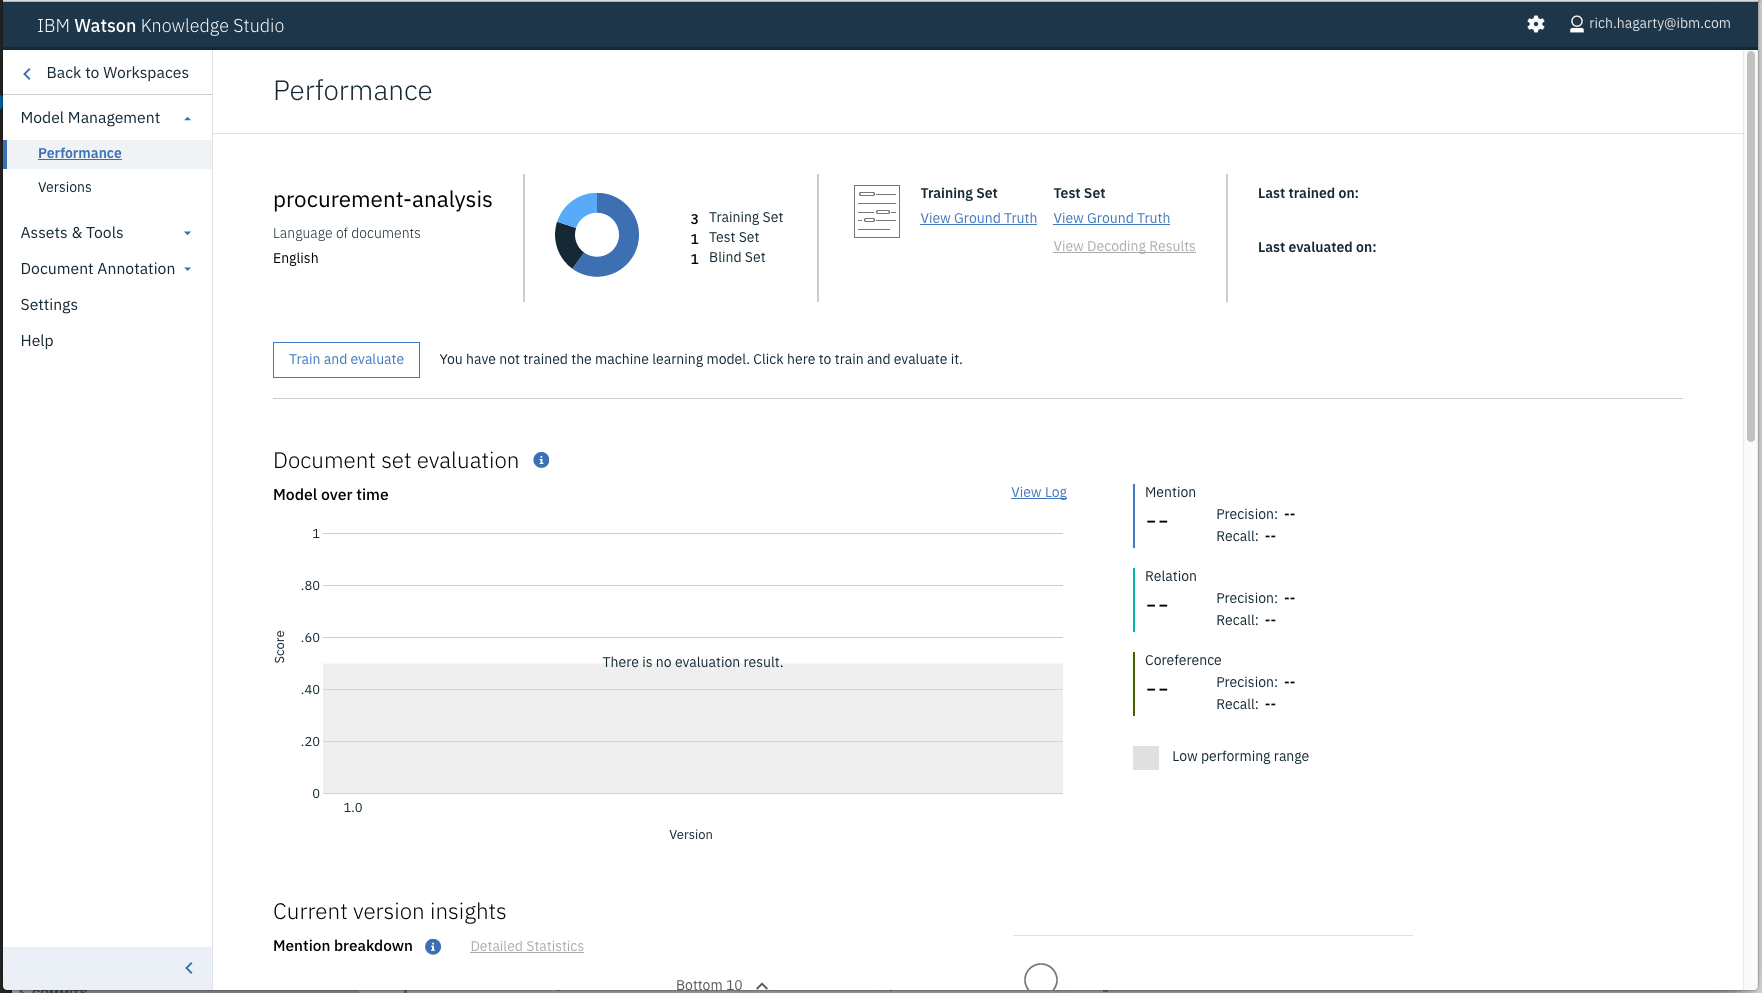 IBM Watson Knowledge Studio
rich.hagarty@ibm.com
Back to Workspaces
Model Management
Performance
Versions
Assets & Tools
Document Annotation
Settings
Help
Performance
procurement-analysis
Language of documents
English
3 Training Set
1 Test Set
1 Blind Set
Training Set
View Ground Truth
Test Set
View Ground Truth
View Decoding Results
Last trained on:
Last evaluated on:
Train and evaluate
You have not trained the machine learning model. Click here to train and evaluate it.
Document set evaluation
Model over time
View Log
1
.80
.60
.40
.20
0
Score
There is no evaluation result.
1.0
Version
Mention
--
Precision: --
Recall: --
Relation
--
Precision: --
Recall: --
Coreference
--
Precision: --
Recall: --
Low performing range
Current version insights
Mention breakdown
Detailed Statistics
Bottom 10